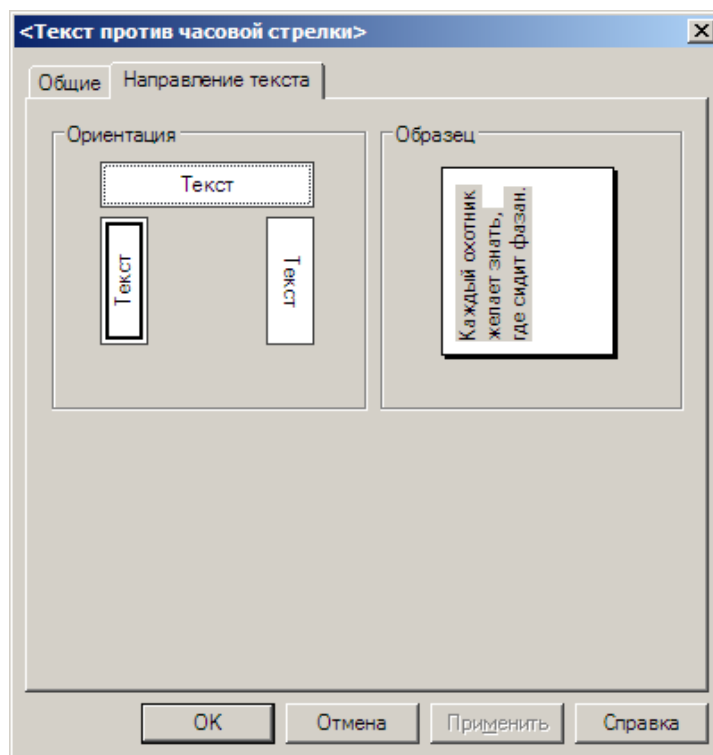 <Текст против часовой стрелки>
Общие
Направление текста
Ориентация
Текст
Текст
Текст
Образец
Каждый охотник
желает знать,
где сидит фазан.
OK
Отмена
Применить
Справка